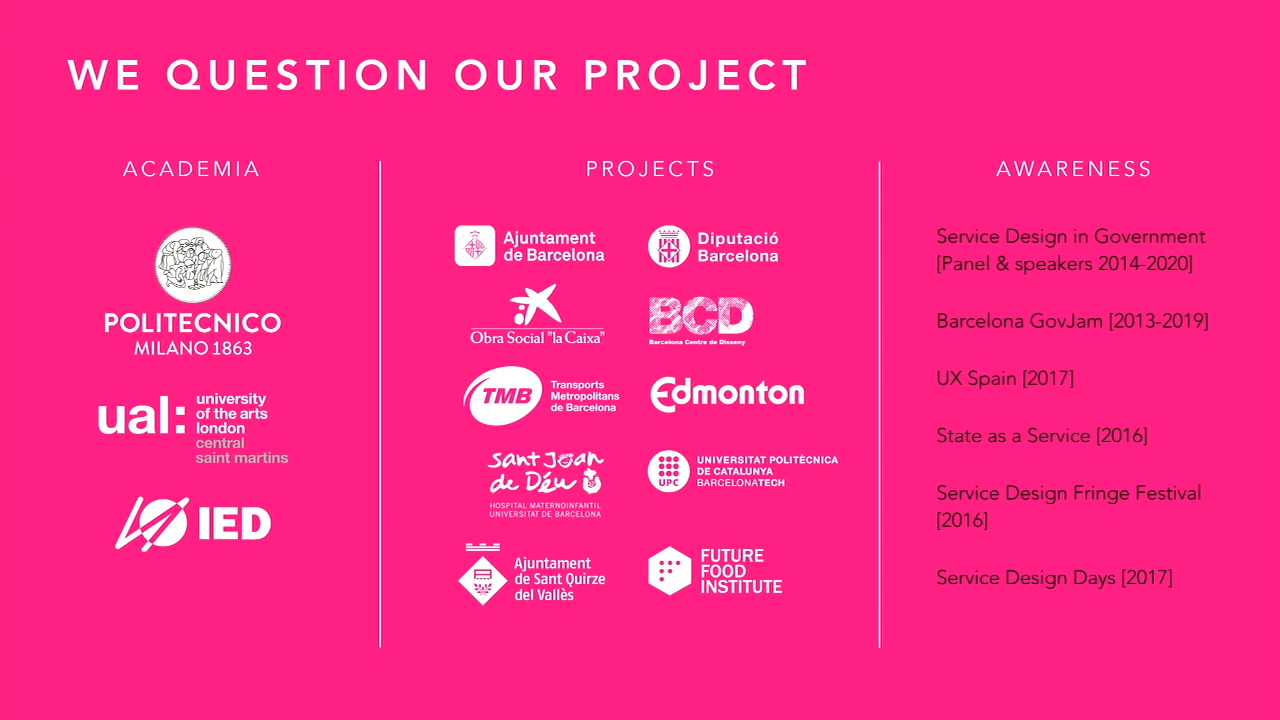 WE QUESTION OUR PROJECT
ACADEMIA
POLITECNICO
MILANO 1863
ual:
university
of the arts
london
central
saint martins
IED
PROJECTS
Ajuntament
de Barcelona
Diputació
Barcelona
Obra Social "la Caixa"
BCD
Barcelona Centre de Disseny
TMB
Transports
Metropolitans
de Barcelona
Edmonton
Sant Joan
de Déu
HOSPITAL MATERNOINFANTIL
UNIVERSITAT DE BARCELONA
UPC
UNIVERSITAT POLITÈCNICA
DE CATALUNYA
BARCELONATECH
Ajuntament
de Sant Quirze
del Vallès
FUTURE
FOOD
INSTITUTE
AWARENESS
Service Design in Government
[Panel & speakers 2014-2020]
Barcelona GovJam [2013-2019]
UX Spain [2017]
State as a Service [2016]
Service Design Fringe Festival
[2016]
Service Design Days [2017]